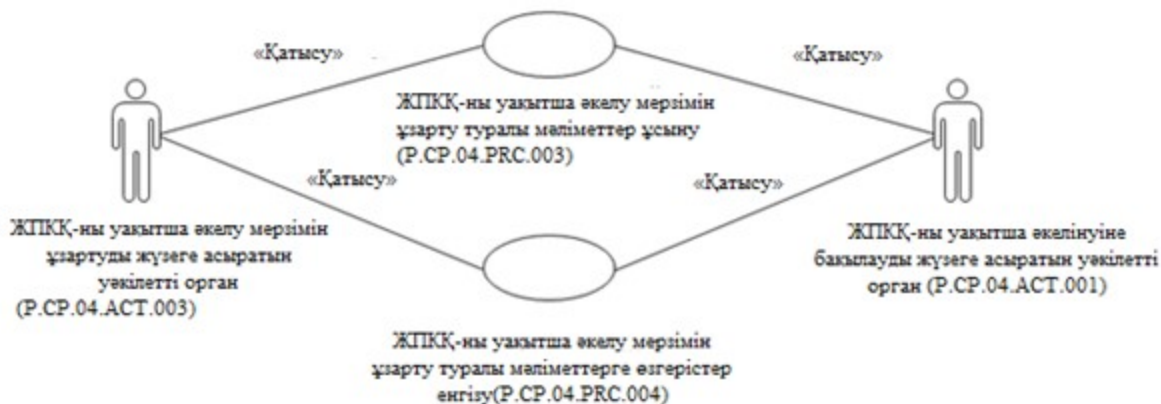 «Қатысу»
«Қатысу»
ЖПКҚ-ны уақытша әкелу мерзімін
ұзарту туралы мәліметтер ұсыну
(P.CP.04.PRC.003)
«Қатысу»
«Қатысу»
ЖПКҚ-ны уақытша әкелу мерзімін
ұзартуды жүзеге асыратын
уәкілетті орган
(P.CP.04.ACT.003)
ЖПКҚ-ны уақытша әкелінуіне
бақылауды жүзеге асыратын уәкілетті
орган (P.CP.04.ACT.001)
ЖПКҚ-ны уақытша әкелу мерзімін
ұзарту туралы мәліметтерге өзгерістер
енгізу(P.CP.04.PRC.004)